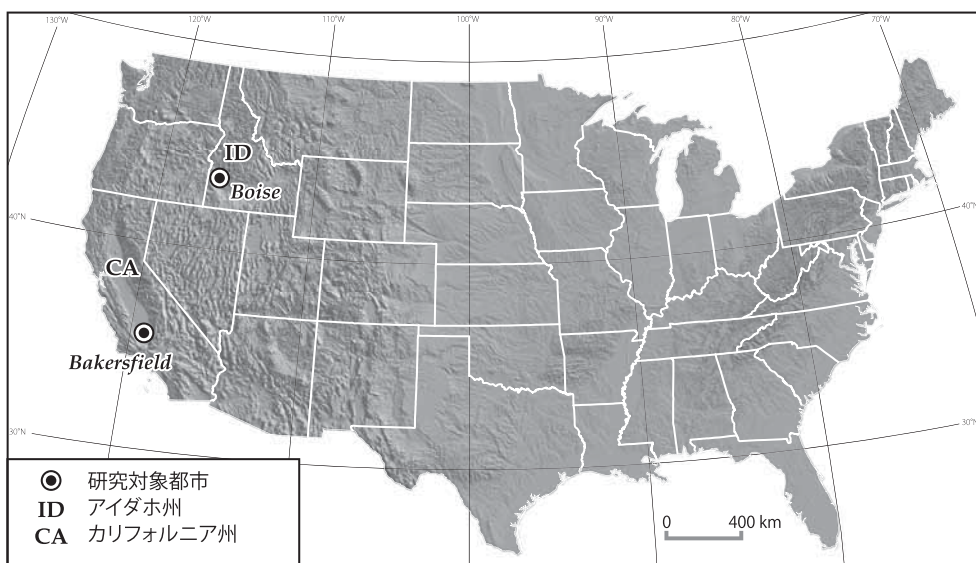 130°W
120°W
110°W
100°W
90°W
80°W
70°W
ID
Boise
40°N
40°N
CA
Bakersfield
30°N
30°N
研究対象都市
ID アイダホ州
CA カリフォルニア州
0 400 km